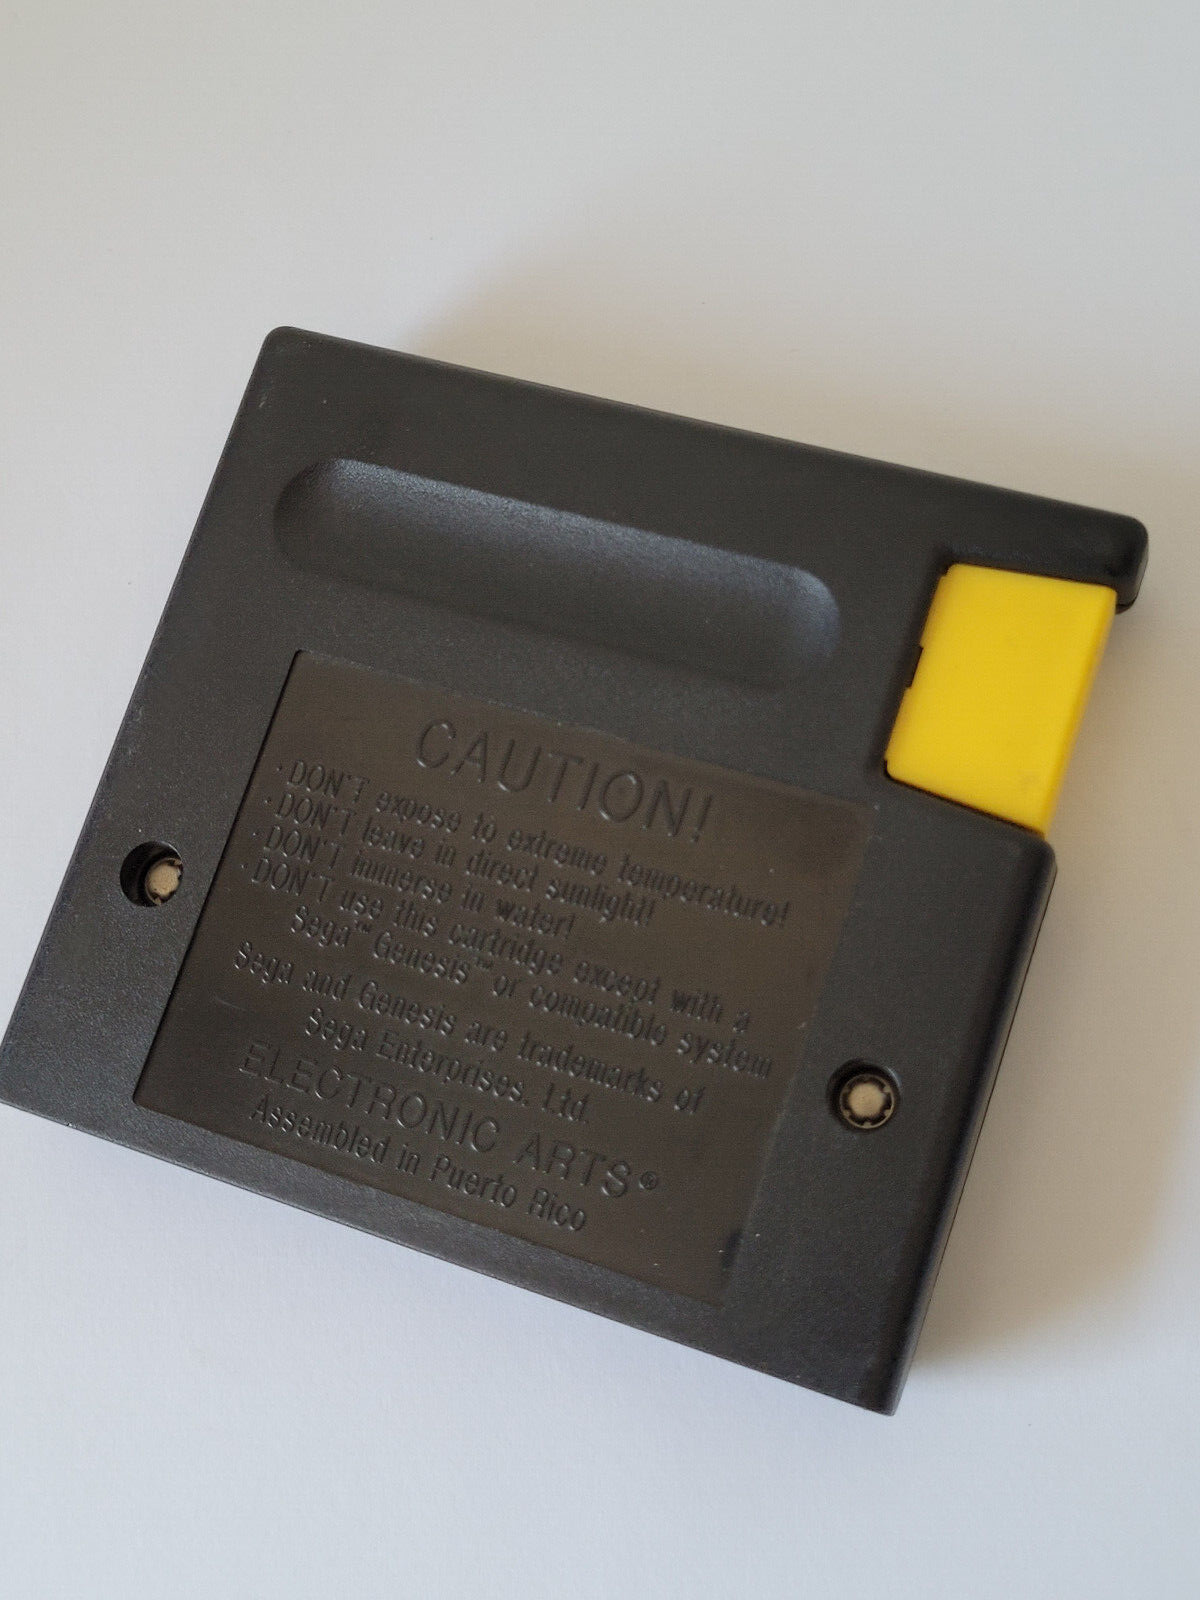 CAUTION!
· DON'T expose to extreme temperature!
· DON'T leave in direct sunlight!
· DON'T immerse in water!
· DON'T use this cartridge except with a
Sega™ Genesis™ or compatible system
Sega and Genesis are trademarks of
Sega Enterprises, Ltd.
ELECTRONIC ARTS®
Assembled in Puerto Rico